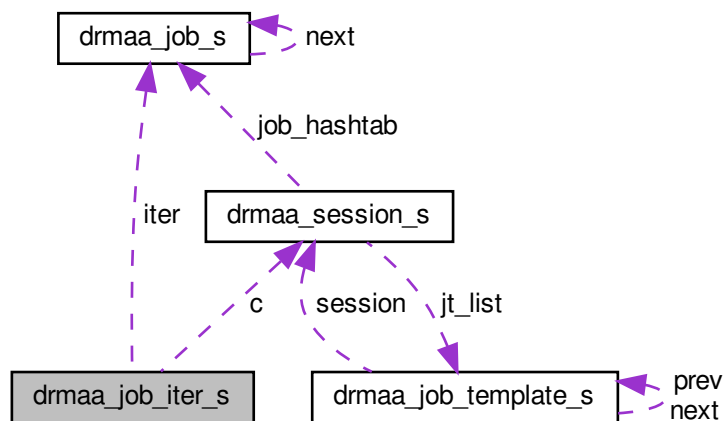 drmaa_job_s
next
job_hashtab
iter
drmaa_session_s
c
session
jt_list
drmaa_job_iter_s
drmaa_job_template_s
prev
next